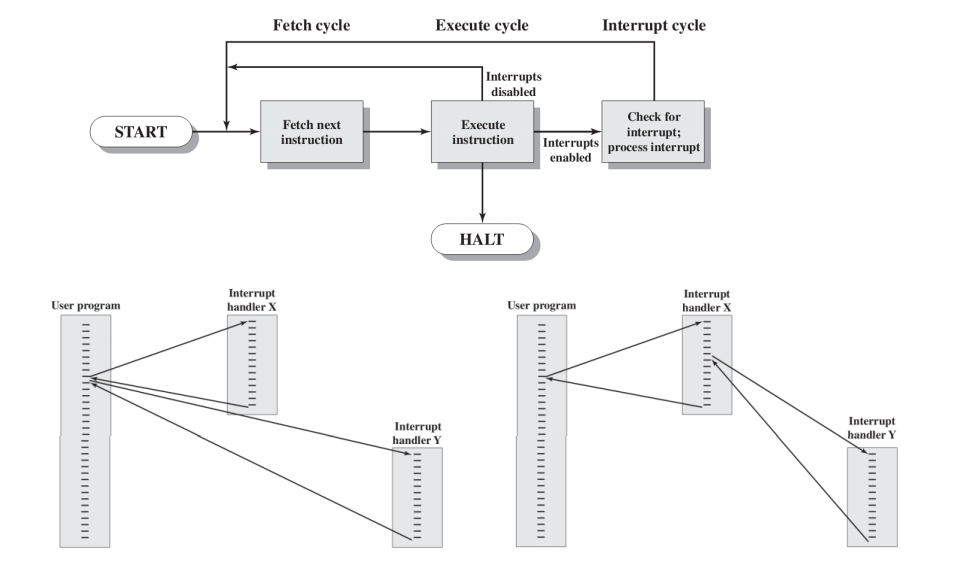 Fetch cycle
Execute cycle
Interrupt cycle
Interrupts
disabled
START
Fetch next
instruction
Execute
instruction
Interrupts
enabled
Check for
interrupt;
process interrupt
HALT
User program
Interrupt
handler X
Interrupt
handler Y
User program
Interrupt
handler X
Interrupt
handler Y